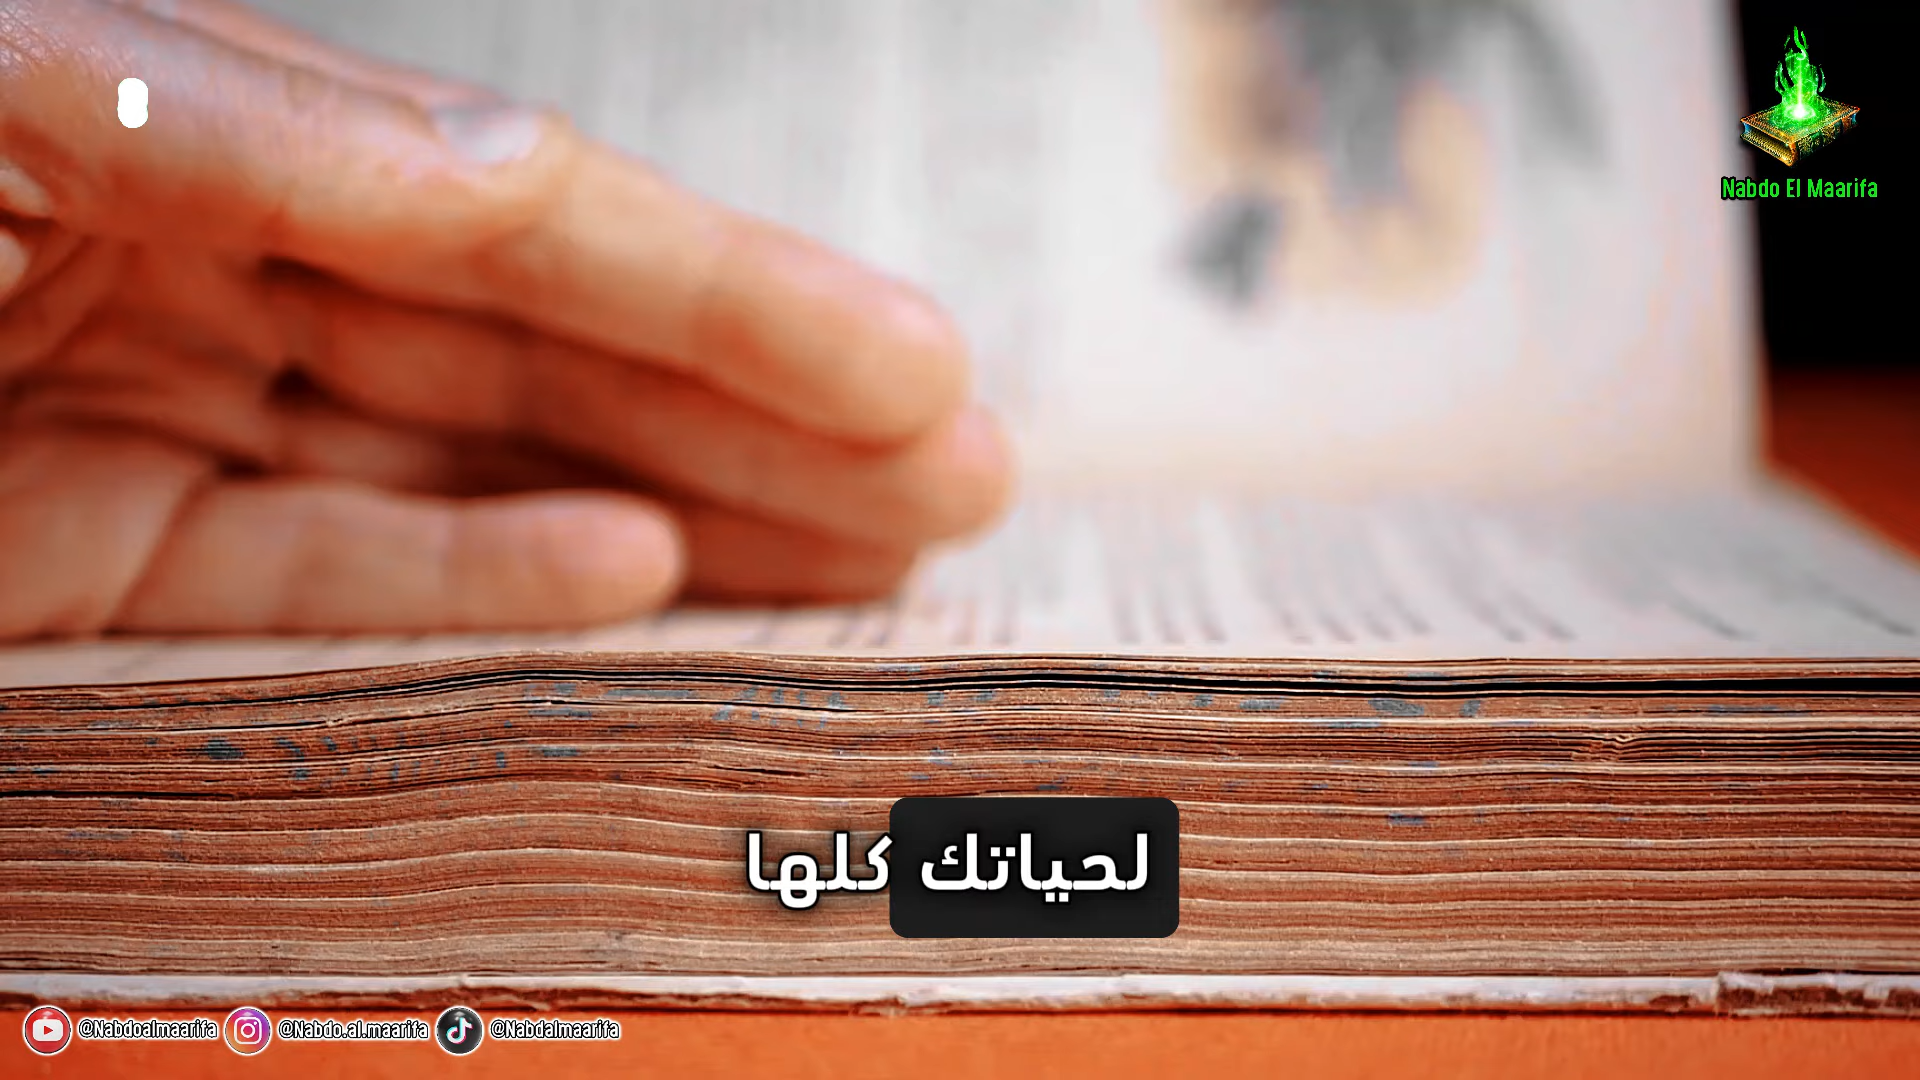 Nabdo El Maarifa
لحياتك كلها
@Nabdoalmaarifa @Nabdo.al.maarifa @Nabdalmaarifa